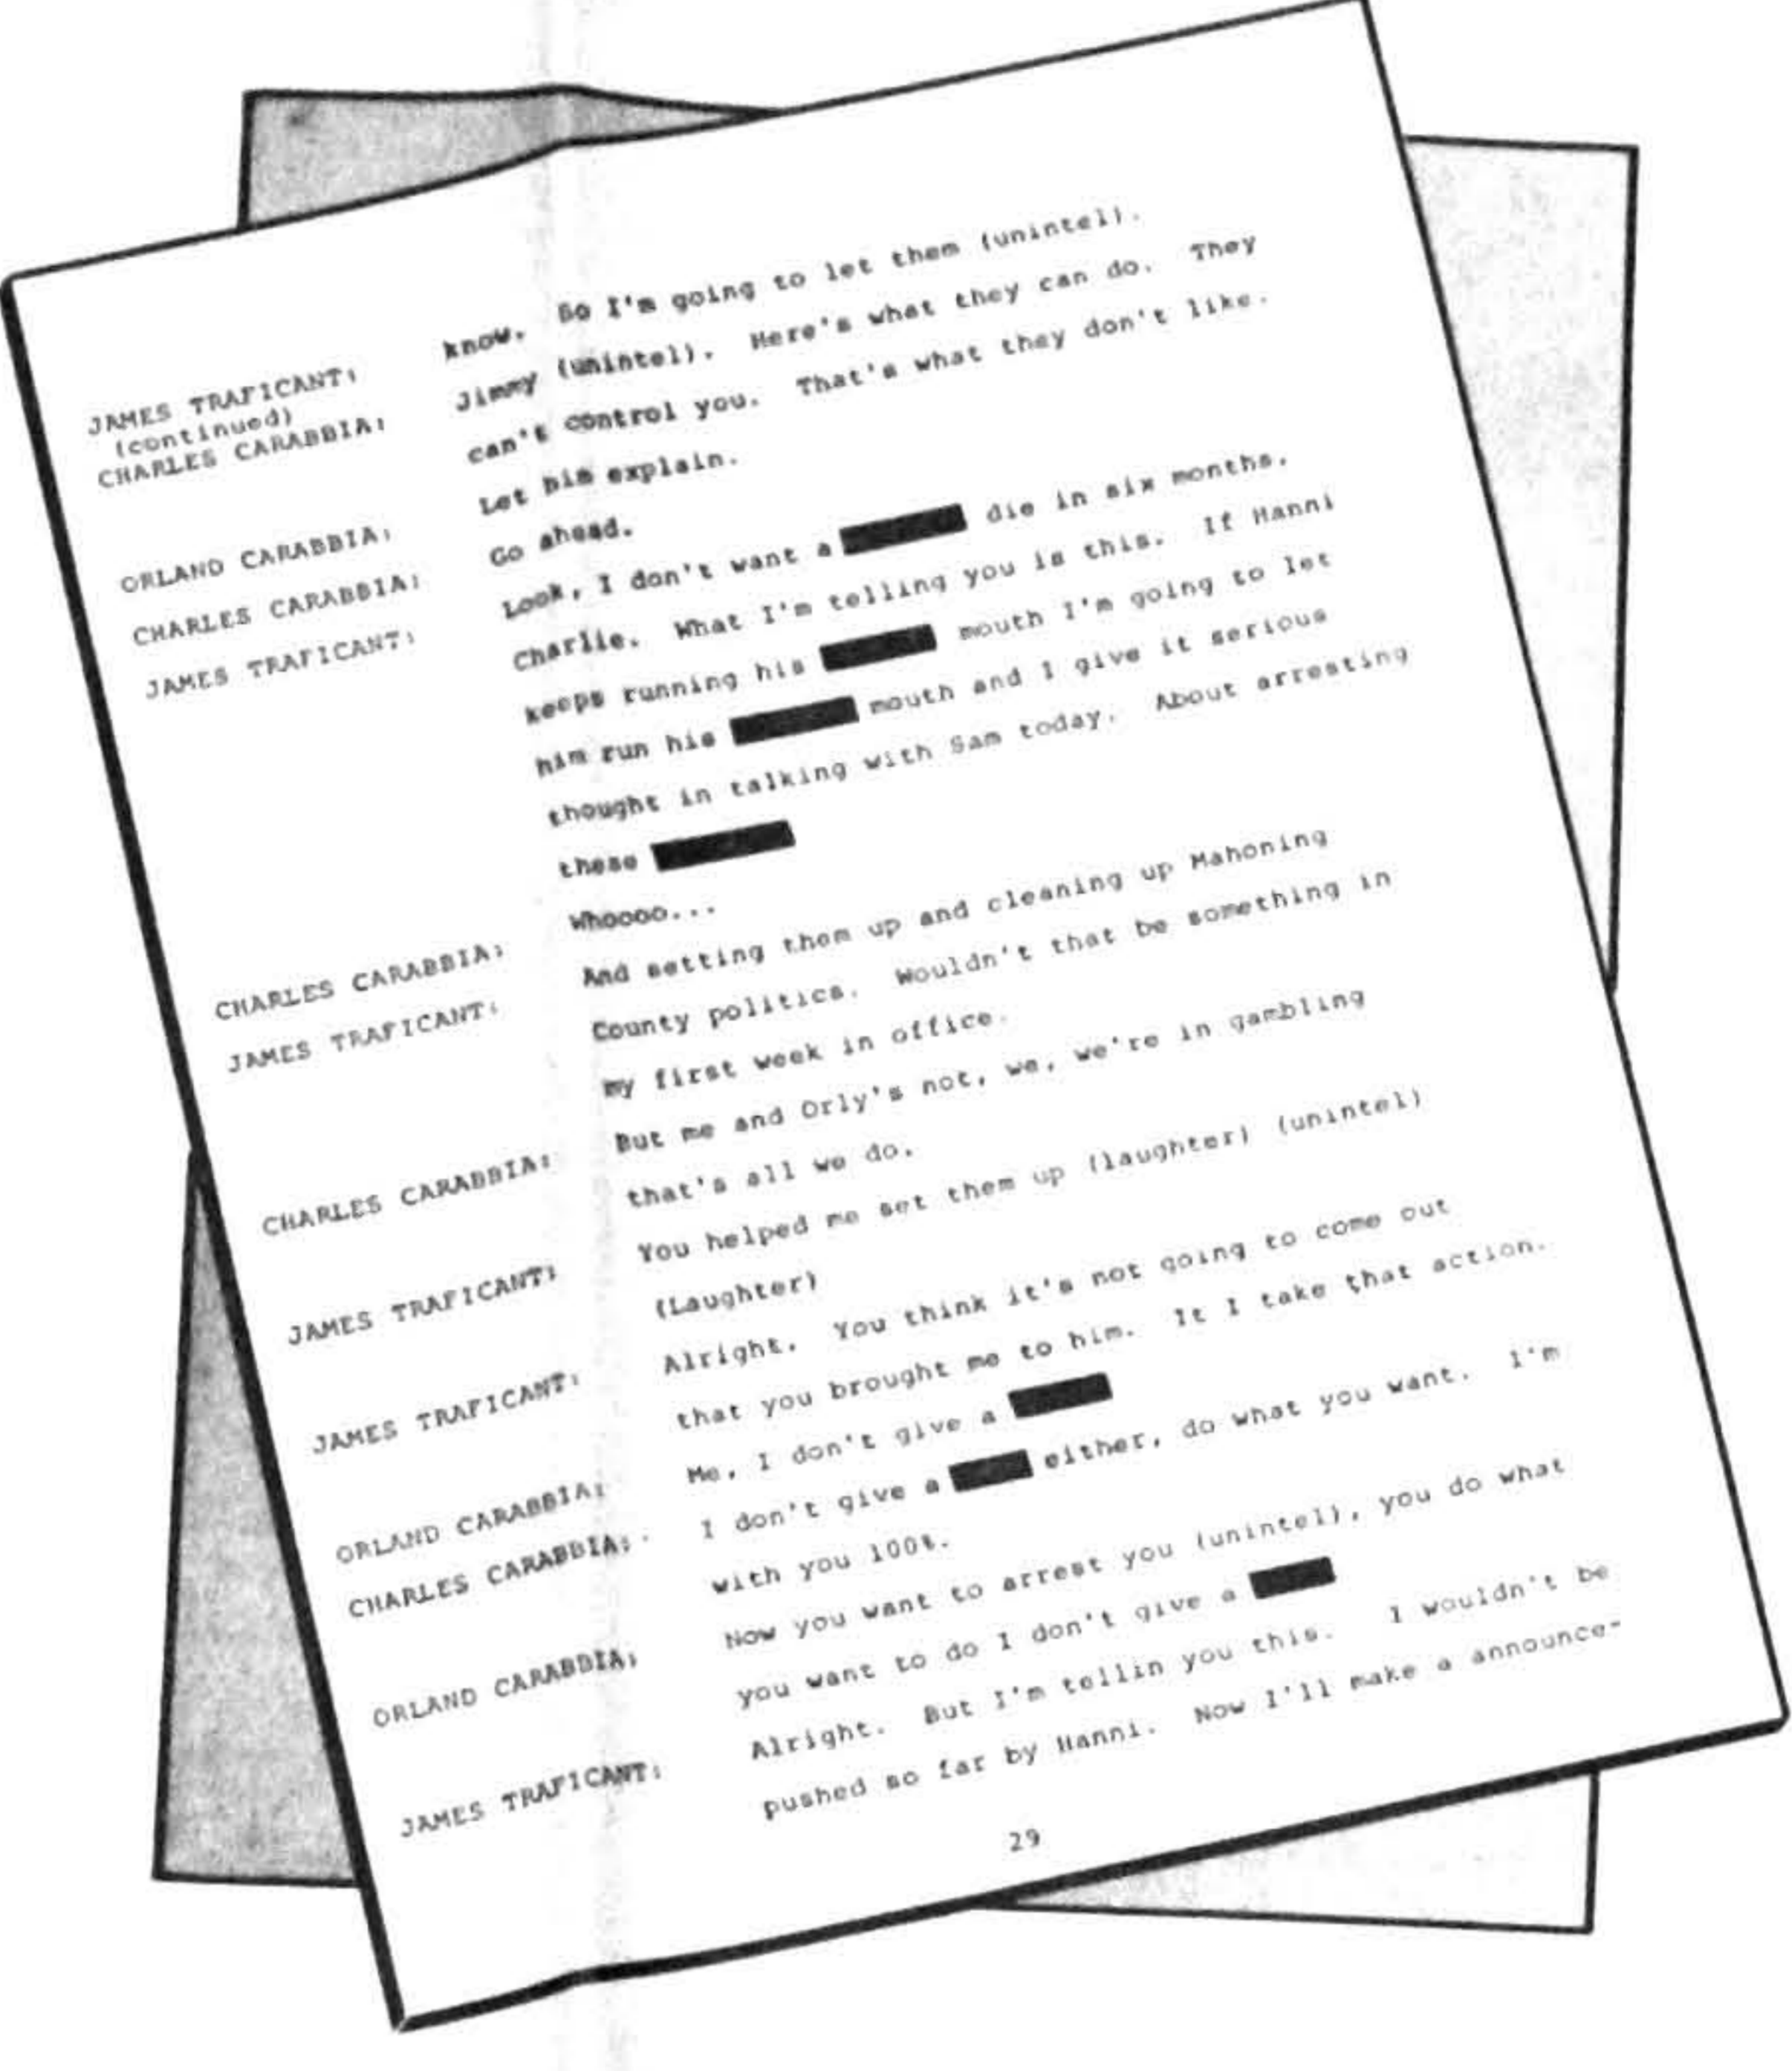 JAMES TRAFICANT: know. So I'm going to let them (unintel).
(continued)
CHARLES CARABBIA: Jimmy (unintel). Here's what they can do. They
can't control you. That's what they don't like.
ORLAND CARABBIA: Let him explain.
CHARLES CARABBIA: Go ahead.
JAMES TRAFICANT: Look, I don't want a die in six months,
Charlie. What I'm telling you is this. If Hanni
keeps running his mouth I'm going to let
him run his mouth and I give it serious
thought in talking with Sam today. About arresting
these
CHARLES CARABBIA: Whoooo...
JAMES TRAFICANT: And setting them up and cleaning up Mahoning
County politics. Wouldn't that be something in
my first week in office.
CHARLES CARABBIA: But me and Orly's not, we, we're in gambling
that's all we do.
JAMES TRAFICANT: You helped me set them up (laughter) (unintel)
(Laughter)
JAMES TRAFICANT: Alright. You think it's not going to come out
that you brought me to him. It I take that action.
ORLAND CARABBIA: Me, I don't give a
CHARLES CARABBIA: I don't give a either, do what you want. I'm
with you 100%.
ORLAND CARABBIA: Now you want to arrest you (unintel), you do what
you want to do I don't give a
JAMES TRAFICANT: Alright. But I'm tellin you this. I wouldn't be
pushed so far by Hanni. Now I'll make a announce-
29